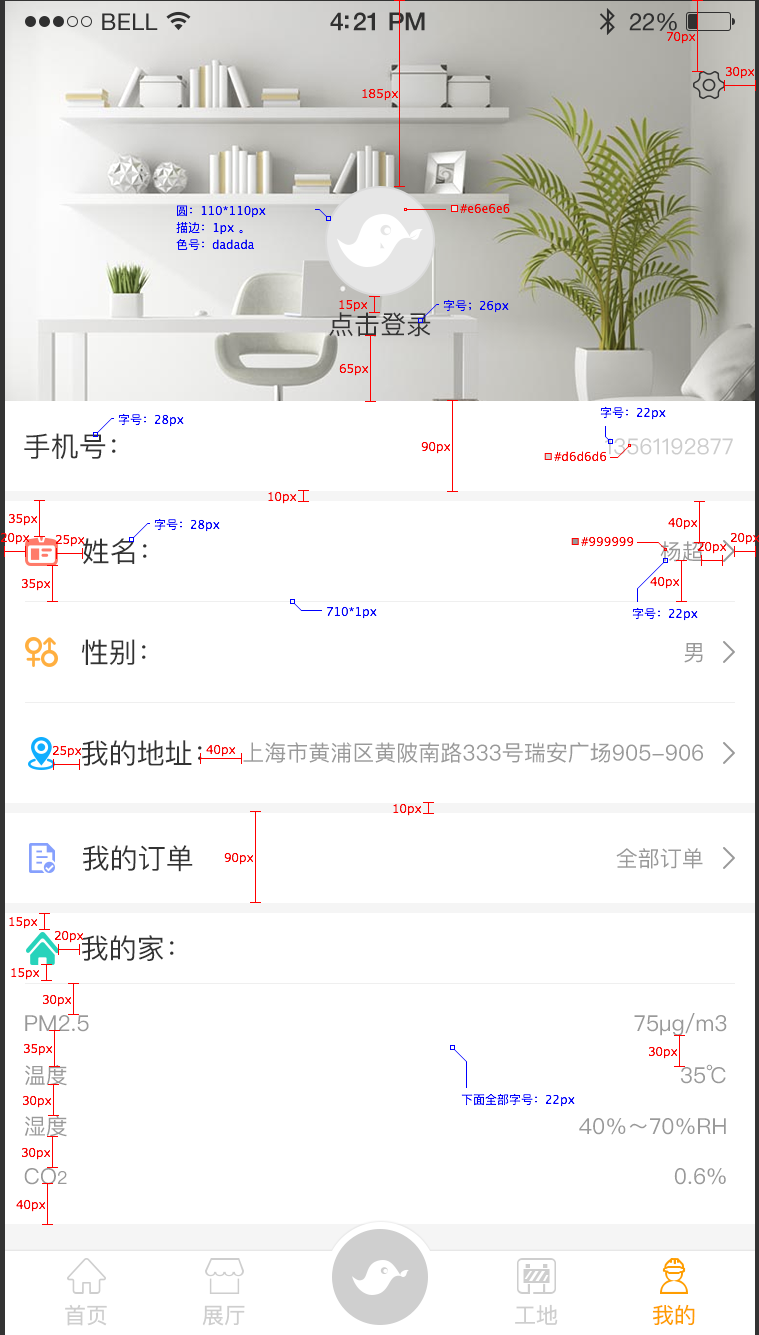 BELL 4:21 PM 22%
70px
30px
185px
圆：110*110px
描边：1px 。
色号：dadada
#e6e6e6
15px
字号；26px
点击登录
65px
字号：28px
字号：22px
手机号：
90px
#d6d6d6
13561192877
10px
35px
字号：28px
40px
20px
25px
姓名：
#999999
杨超
20px
20px
35px
40px
710*1px
字号：22px
性别：
男
25px
我的地址：
40px
上海市黄浦区黄陂南路333号瑞安广场905-906
10px
我的订单
90px
全部订单
15px
20px
我的家：
15px
30px
PM2.5
75μg/m3
35px
30px
温度
35℃
30px
下面全部字号：22px
湿度
40%～70%RH
30px
CO2
0.6%
40px
首页
展厅
工地
我的